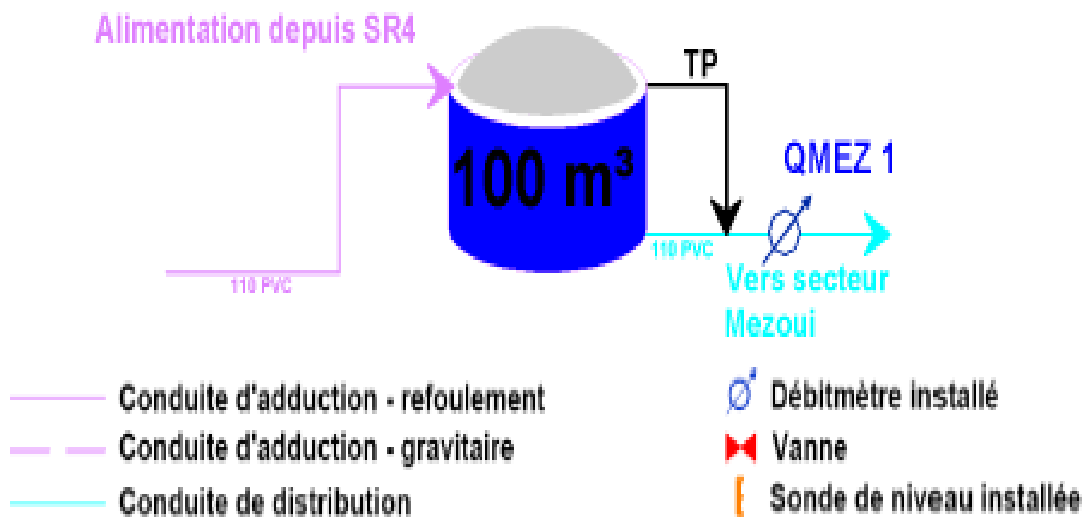 Alimentation depuis SR4
TP
100 m³
QMEZ 1
110 PVC
110 PVC
Vers secteur
Mezoui
Conduite d'adduction - refoulement
Conduite d'adduction - gravitaire
Conduite de distribution
Débitmètre installé
Vanne
Sonde de niveau installée